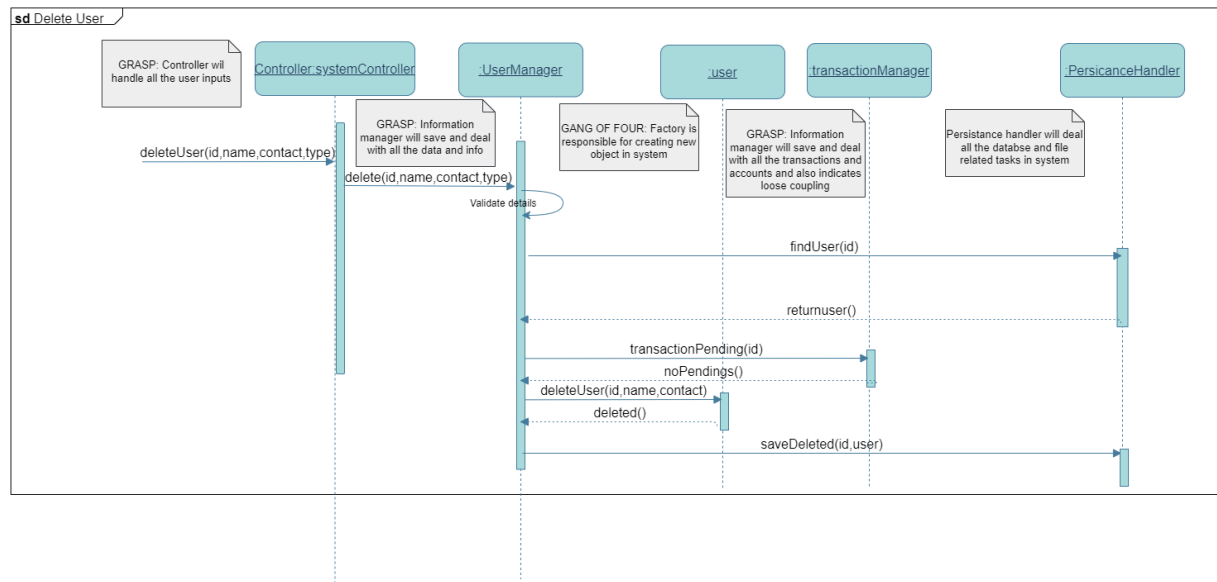 sd Delete User
GRASP: Controller wil
handle all the user inputs
Controller:systemController
:UserManager
:user
:transactionManager
:PersicanceHandler
GRASP: Information
manager will save and deal
with all the data and info
GANG OF FOUR: Factory is
responsible for creating new
object in system
GRASP: Information
manager will save and deal
with all the transactions and
accounts and also indicates
loose coupling
Persistance handler will deal
all the databse and file
related tasks in system
deleteUser(id,name,contact,type)
delete(id,name,contact,type)
Validate details
findUser(id)
returnuser()
transactionPending(id)
noPendings()
deleteUser(id,name,contact)
deleted()
saveDeleted(id,user)